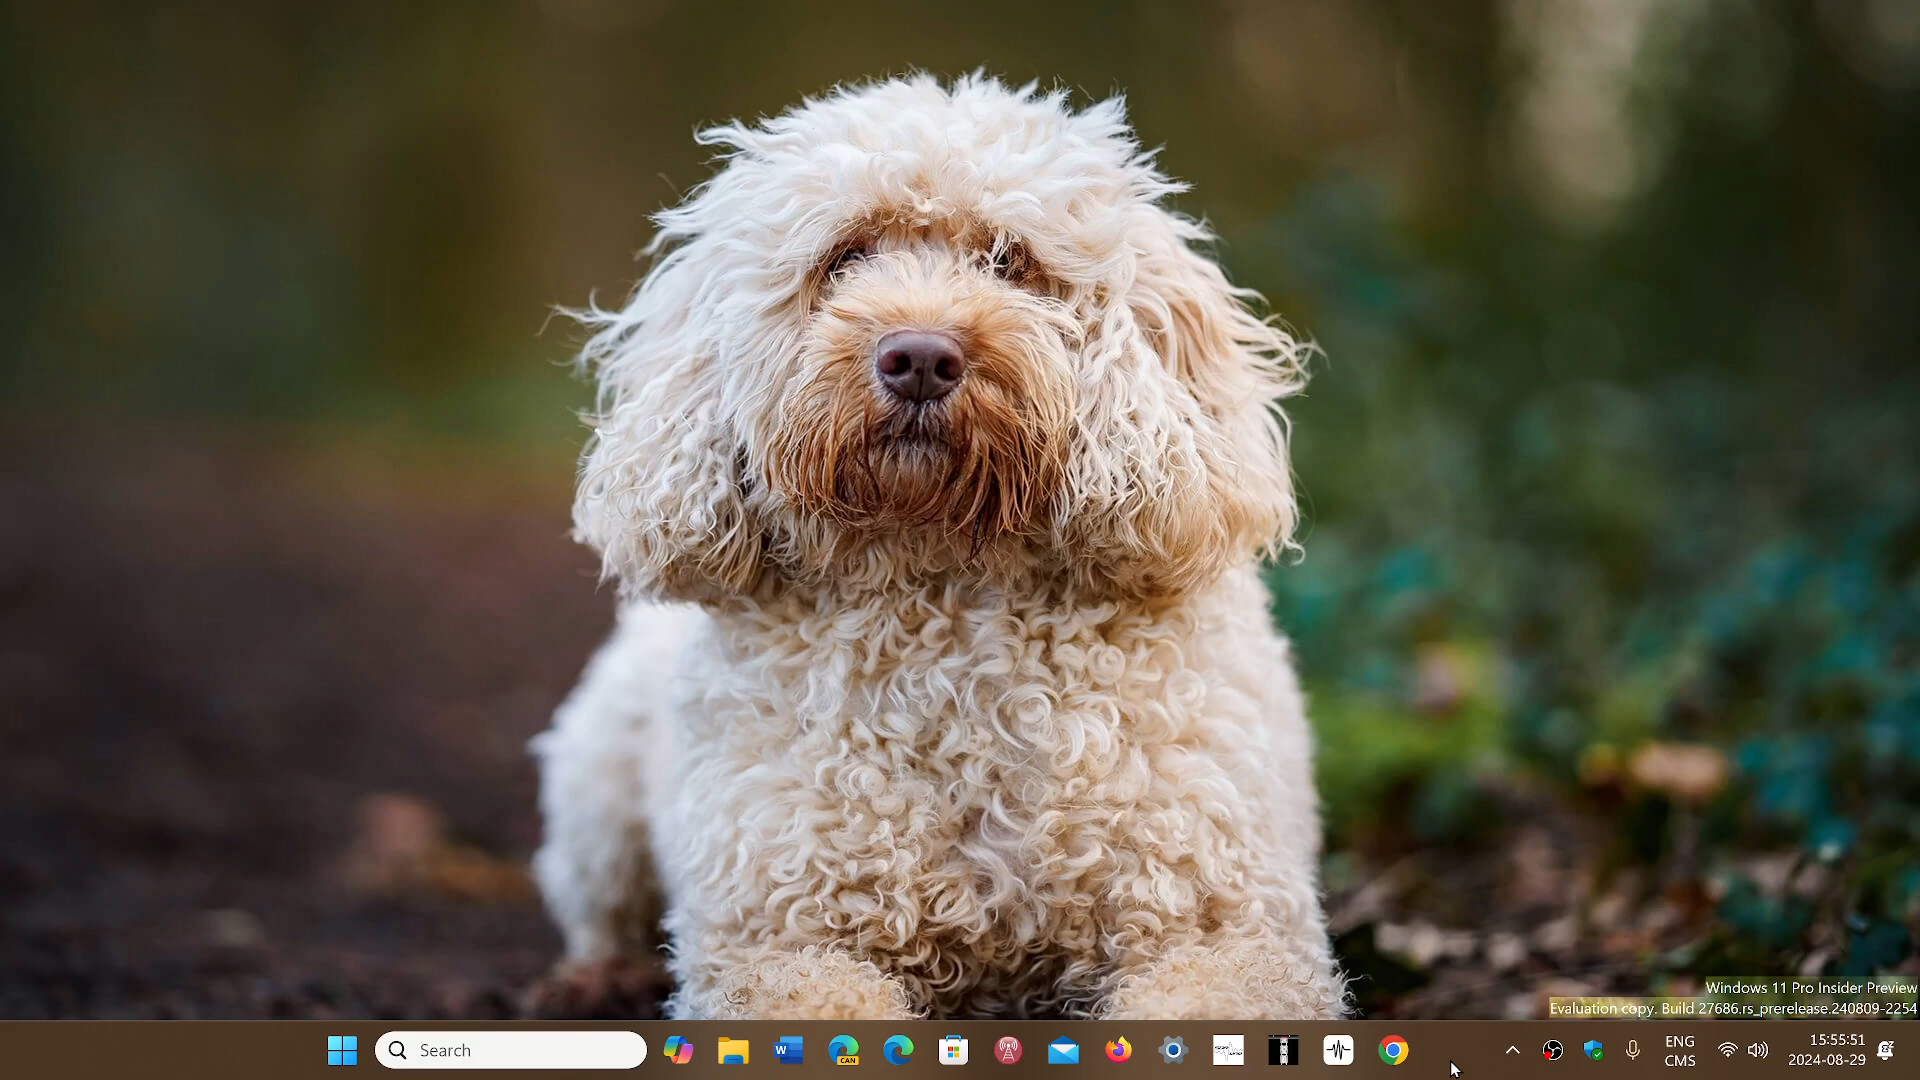 Windows 11 Pro Insider Preview
Evaluation copy. Build 27686.rs_prerelease.240809-2254
Search
W
CAN
ENG
CMS
15:55:51
2024-08-29